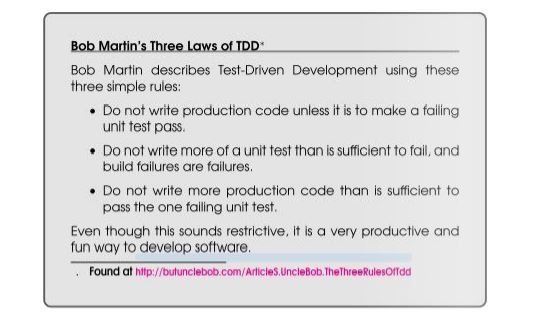 Bob Martin's Three Laws of TDD*
Bob Martin describes Test-Driven Development using these
three simple rules:
• Do not write production code unless it is to make a failing
unit test pass.
• Do not write more of a unit test than is sufficient to fail, and
build failures are failures.
• Do not write more production code than is sufficient to
pass the one failing unit test.
Even though this sounds restrictive, it is a very productive and
fun way to develop software.
. Found at http://butunclebob.com/ArticleS.UncleBob.TheThreeRulesOfTdd